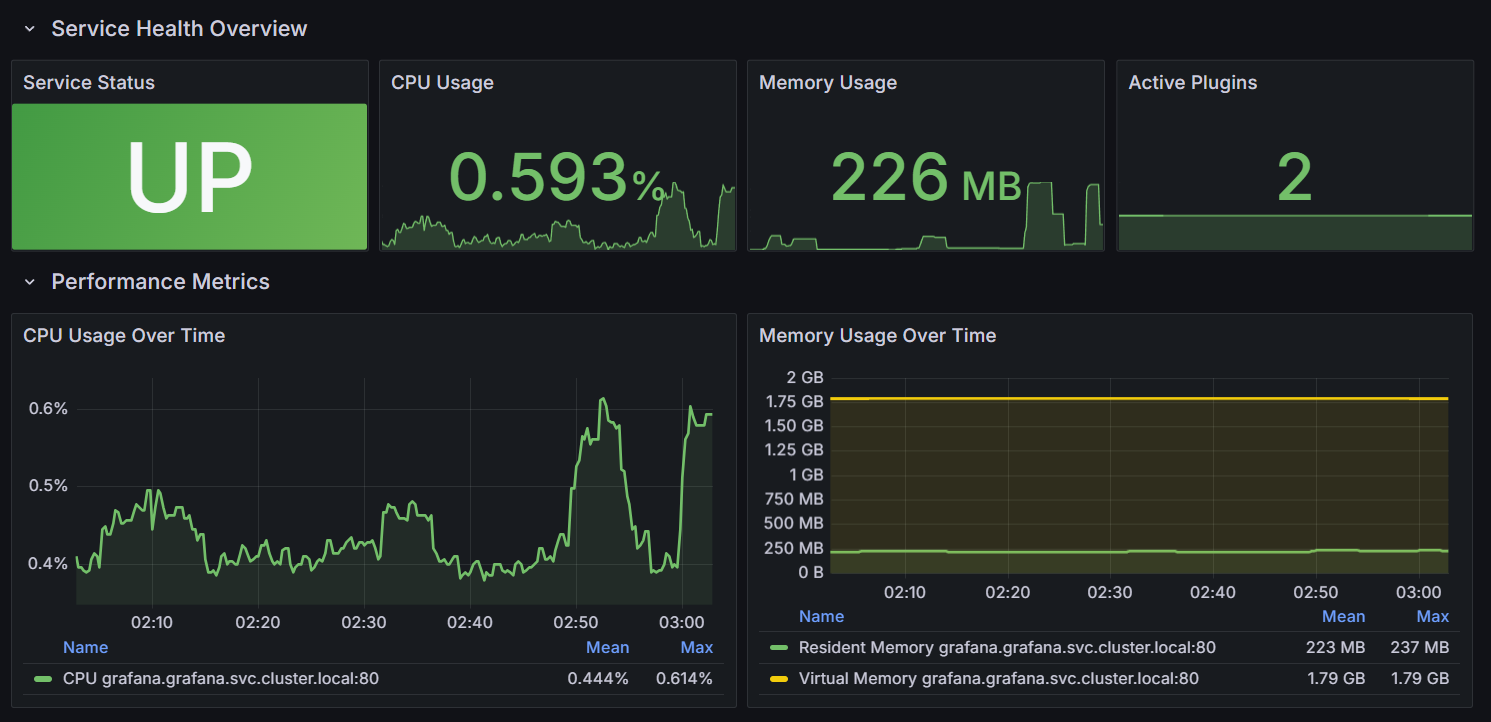 Service Health Overview
Service Status
CPU Usage
Memory Usage
Active Plugins
UP
0.593%
226 MB
2
Performance Metrics
CPU Usage Over Time
0.6%
0.5%
0.4%
02:10 02:20 02:30 02:40 02:50 03:00
Name Mean Max
CPU grafana.grafana.svc.cluster.local:80 0.444% 0.614%
Memory Usage Over Time
2 GB
1.75 GB
1.50 GB
1.25 GB
1 GB
750 MB
500 MB
250 MB
0 B
02:10 02:20 02:30 02:40 02:50 03:00
Name Mean Max
Resident Memory grafana.grafana.svc.cluster.local:80 223 MB 237 MB
Virtual Memory grafana.grafana.svc.cluster.local:80 1.79 GB 1.79 GB